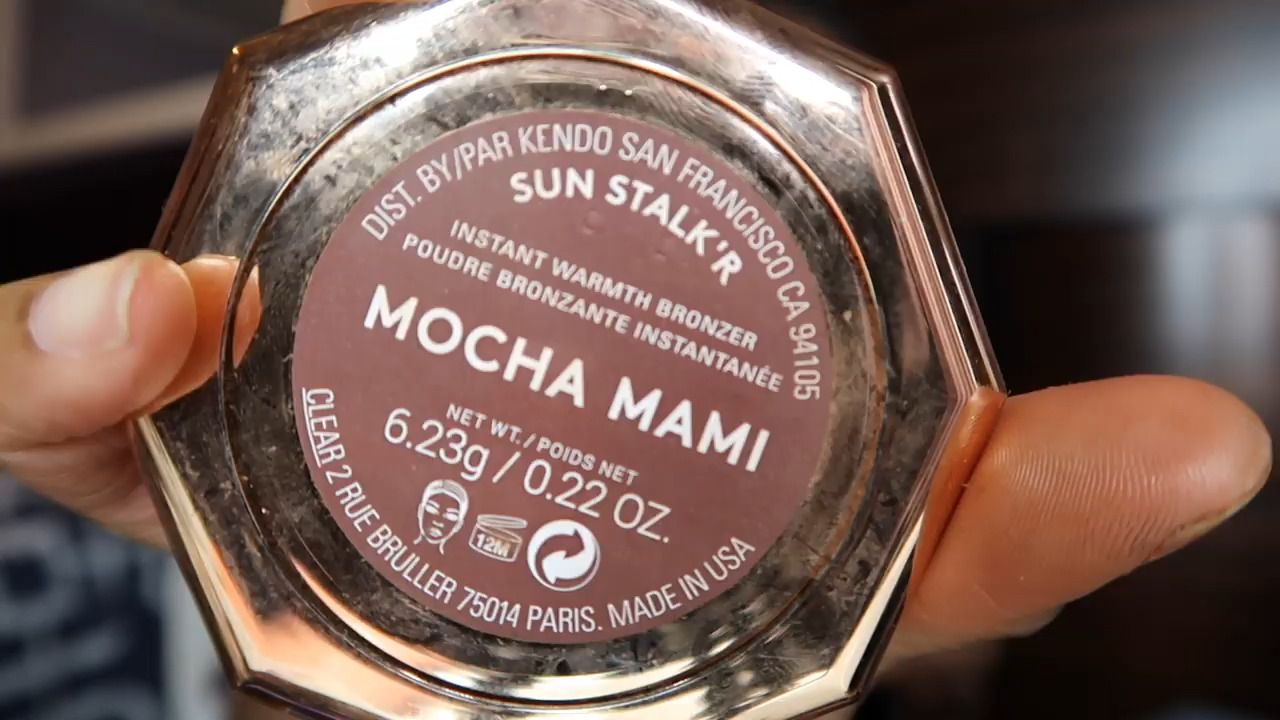 DIST. BY/PAR KENDO SAN FRANCISCO CA 94105
SUN STALK'R
INSTANT WARMTH BRONZER
POUDRE BRONZANTE INSTANTANÉE
MOCHA MAMI
NET WT. / POIDS NET
6.23g / 0.22 OZ.
12M
CLEAR 2 RUE BRULLER 75014 PARIS. MADE IN USA